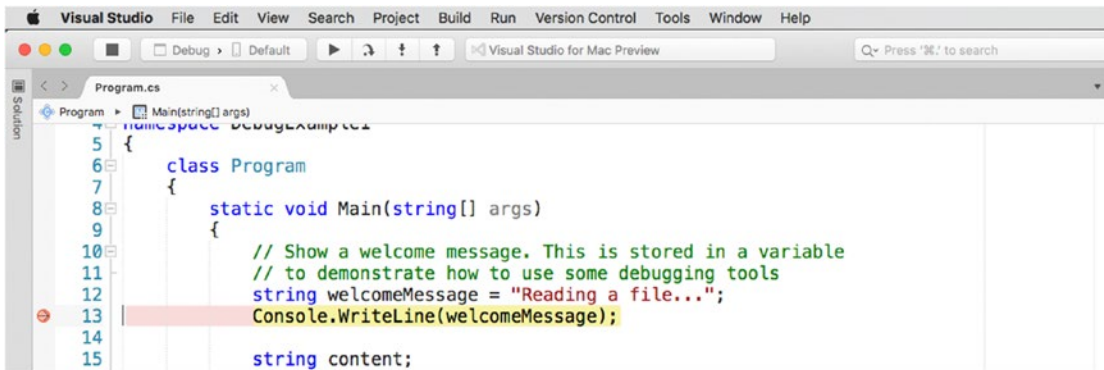 Visual Studio File Edit View Search Project Build Run Version Control Tools Window Help
Debug › Default Visual Studio for Mac Preview Press '⌘.' to search
Solution
Program.cs
Program ▸ Main(string[] args)
4 namespace DebugExample1
5 {
6 class Program
7 {
8 static void Main(string[] args)
9 {
10 // Show a welcome message. This is stored in a variable
11 // to demonstrate how to use some debugging tools
12 string welcomeMessage = "Reading a file...";
13 Console.WriteLine(welcomeMessage);
14
15 string content;